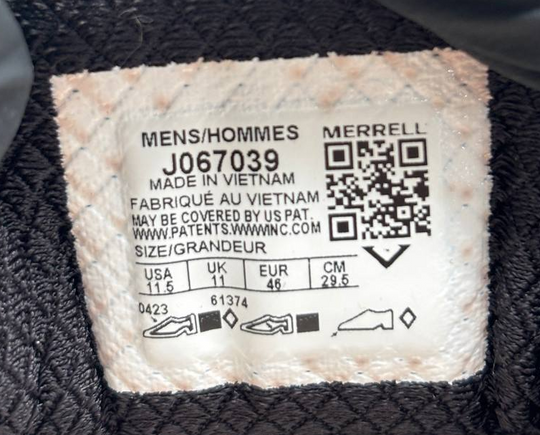 MENS/HOMMES
MERRELL
J067039
MADE IN VIETNAM
FABRIQUÉ AU VIETNAM
MAY BE COVERED BY US PAT.
WWW.PATENTS.WWWINC.COM
SIZE/GRANDEUR
USA UK EUR CM
11.5 11 46 29.5
0423 61374